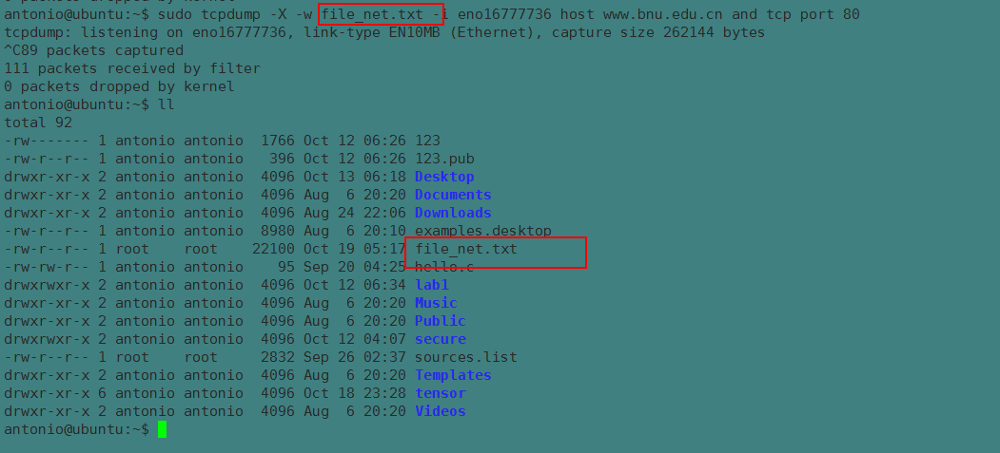 0 packets dropped by kernel
antonio@ubuntu:~$ sudo tcpdump -X -w file_net.txt -i eno16777736 host www.bnu.edu.cn and tcp port 80
tcpdump: listening on eno16777736, link-type EN10MB (Ethernet), capture size 262144 bytes
^C89 packets captured
111 packets received by filter
0 packets dropped by kernel
antonio@ubuntu:~$ ll
total 92
-rw------- 1 antonio antonio  1766 Oct 12 06:26 123
-rw-r--r-- 1 antonio antonio   396 Oct 12 06:26 123.pub
drwxr-xr-x 2 antonio antonio  4096 Oct 13 06:18 Desktop
drwxr-xr-x 2 antonio antonio  4096 Aug  6 20:20 Documents
drwxr-xr-x 2 antonio antonio  4096 Aug 24 22:06 Downloads
-rw-r--r-- 1 antonio antonio  8980 Aug  6 20:10 examples.desktop
-rw-r--r-- 1 root    root    22100 Oct 19 05:17 file_net.txt
-rw-rw-r-- 1 antonio antonio    95 Sep 20 04:25 hello.c
drwxrwxr-x 2 antonio antonio  4096 Oct 12 06:34 lab1
drwxr-xr-x 2 antonio antonio  4096 Aug  6 20:20 Music
drwxr-xr-x 2 antonio antonio  4096 Aug  6 20:20 Public
drwxrwxr-x 2 antonio antonio  4096 Oct 12 04:07 secure
-rw-r--r-- 1 root    root     2832 Sep 26 02:37 sources.list
drwxr-xr-x 2 antonio antonio  4096 Aug  6 20:20 Templates
drwxr-xr-x 6 antonio antonio  4096 Oct 18 23:28 tensor
drwxr-xr-x 2 antonio antonio  4096 Aug  6 20:20 Videos
antonio@ubuntu:~$